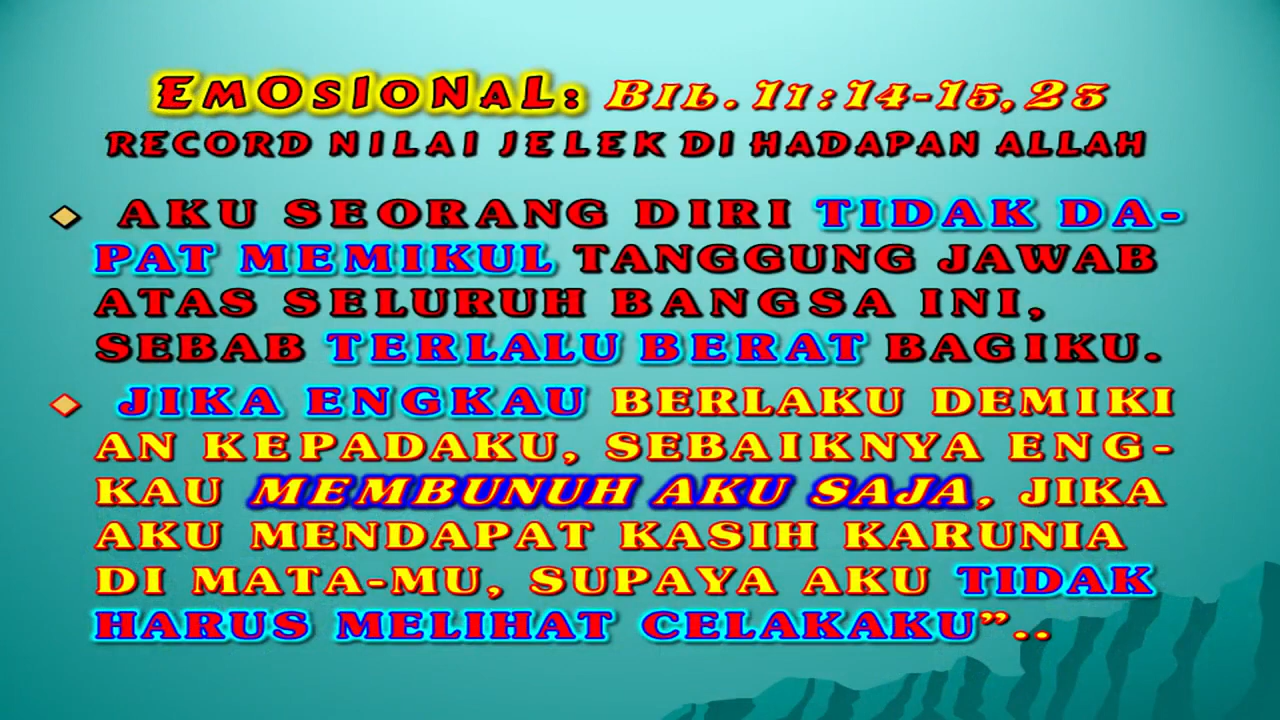 EMOSIONAL: BIL. 11:14-15,23
RECORD NILAI JELEK DI HADAPAN ALLAH
AKU SEORANG DIRI TIDAK DA-
PAT MEMIKUL TANGGUNG JAWAB
ATAS SELURUH BANGSA INI,
SEBAB TERLALU BERAT BAGIKU.
JIKA ENGKAU BERLAKU DEMIKI
AN KEPADAKU, SEBAIKNYA ENG-
KAU MEMBUNUH AKU SAJA, JIKA
AKU MENDAPAT KASIH KARUNIA
DI MATA-MU, SUPAYA AKU TIDAK
HARUS MELIHAT CELAKAKU”..